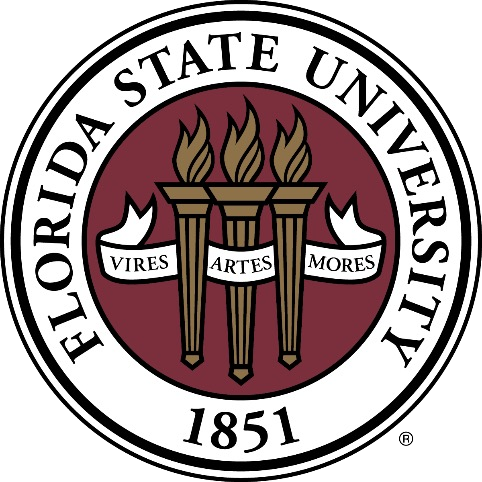 FLORIDA STATE UNIVERSITY
VIRES ARTES MORES
1851
®